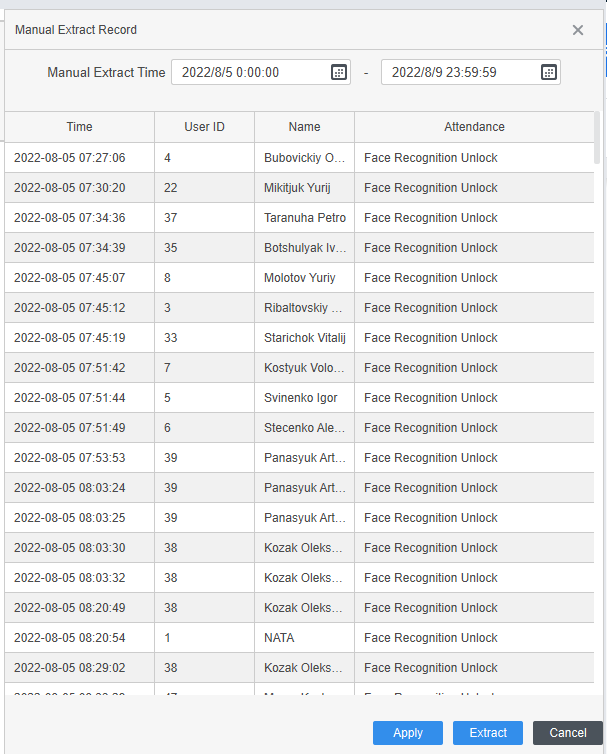 Manual Extract Record
Manual Extract Time 2022/8/5 0:00:00 - 2022/8/9 23:59:59
Time User ID Name Attendance
2022-08-05 07:27:06 4 Bubovickiy O... Face Recognition Unlock
2022-08-05 07:30:20 22 Mikitjuk Yurij Face Recognition Unlock
2022-08-05 07:34:36 37 Taranuha Petro Face Recognition Unlock
2022-08-05 07:34:39 35 Botshulyak Iv... Face Recognition Unlock
2022-08-05 07:45:07 8 Molotov Yuriy Face Recognition Unlock
2022-08-05 07:45:12 3 Ribaltovskiy ... Face Recognition Unlock
2022-08-05 07:45:19 33 Starichok Vitalij Face Recognition Unlock
2022-08-05 07:51:42 7 Kostyuk Volo... Face Recognition Unlock
2022-08-05 07:51:44 5 Svinenko Igor Face Recognition Unlock
2022-08-05 07:51:49 6 Stecenko Ale... Face Recognition Unlock
2022-08-05 07:53:53 39 Panasyuk Art... Face Recognition Unlock
2022-08-05 08:03:24 39 Panasyuk Art... Face Recognition Unlock
2022-08-05 08:03:25 39 Panasyuk Art... Face Recognition Unlock
2022-08-05 08:03:30 38 Kozak Oleks... Face Recognition Unlock
2022-08-05 08:03:32 38 Kozak Oleks... Face Recognition Unlock
2022-08-05 08:20:49 38 Kozak Oleks... Face Recognition Unlock
2022-08-05 08:20:54 1 NATA Face Recognition Unlock
2022-08-05 08:29:02 38 Kozak Oleks... Face Recognition Unlock
Apply Extract Cancel